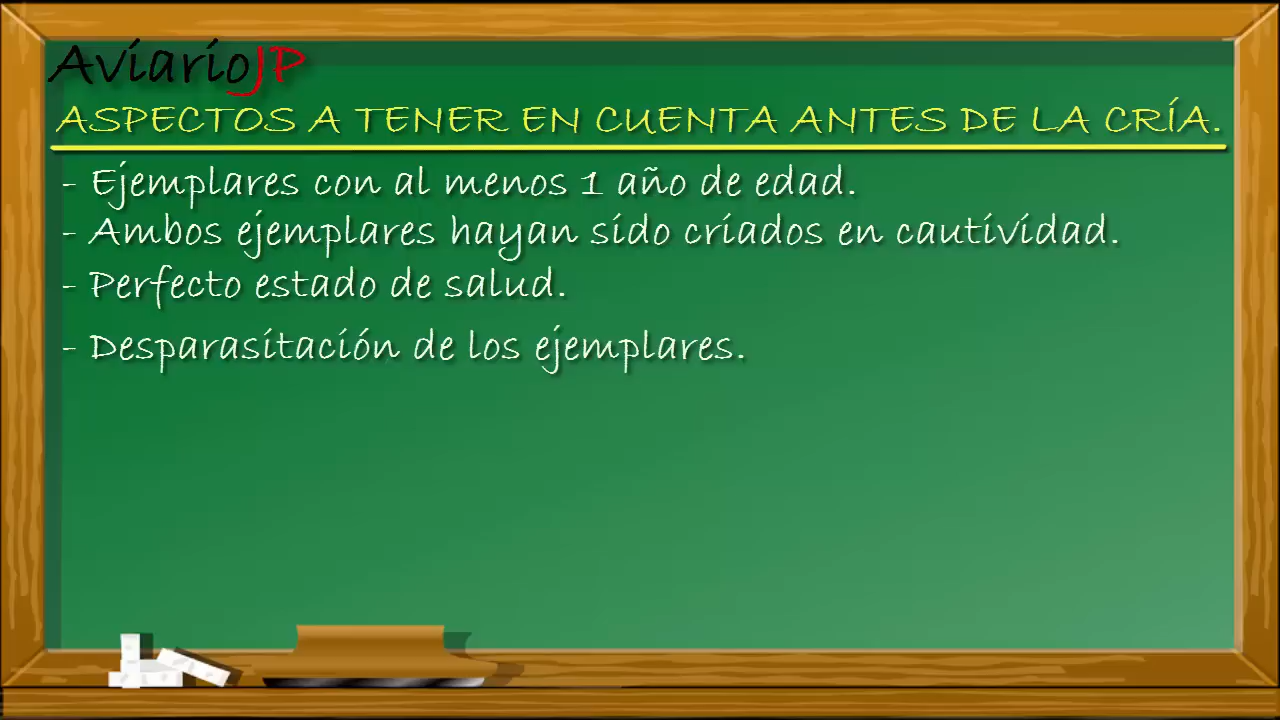 AviarioJP
ASPECTOS A TENER EN CUENTA ANTES DE LA CRÍA.
- Ejemplares con al menos 1 año de edad.
- Ambos ejemplares hayan sido criados en cautividad.
- Perfecto estado de salud.
- Desparasitación de los ejemplares.